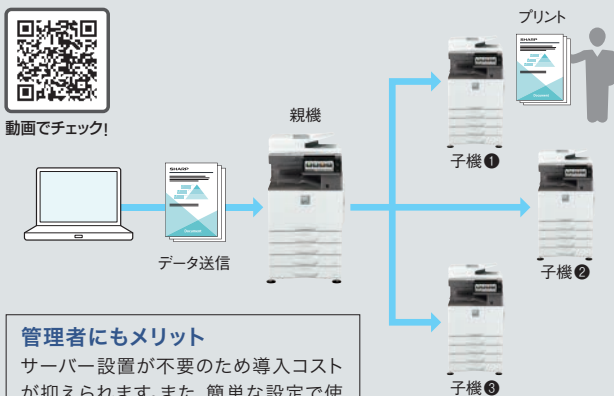 動画でチェック!
プリント
SHARP
Document
親機
子機❶
SHARP
Document
データ送信
子機❷
子機❸
管理者にもメリット
サーバー設置が不要のため導入コスト
が抑えられます。また、簡単な設定で使